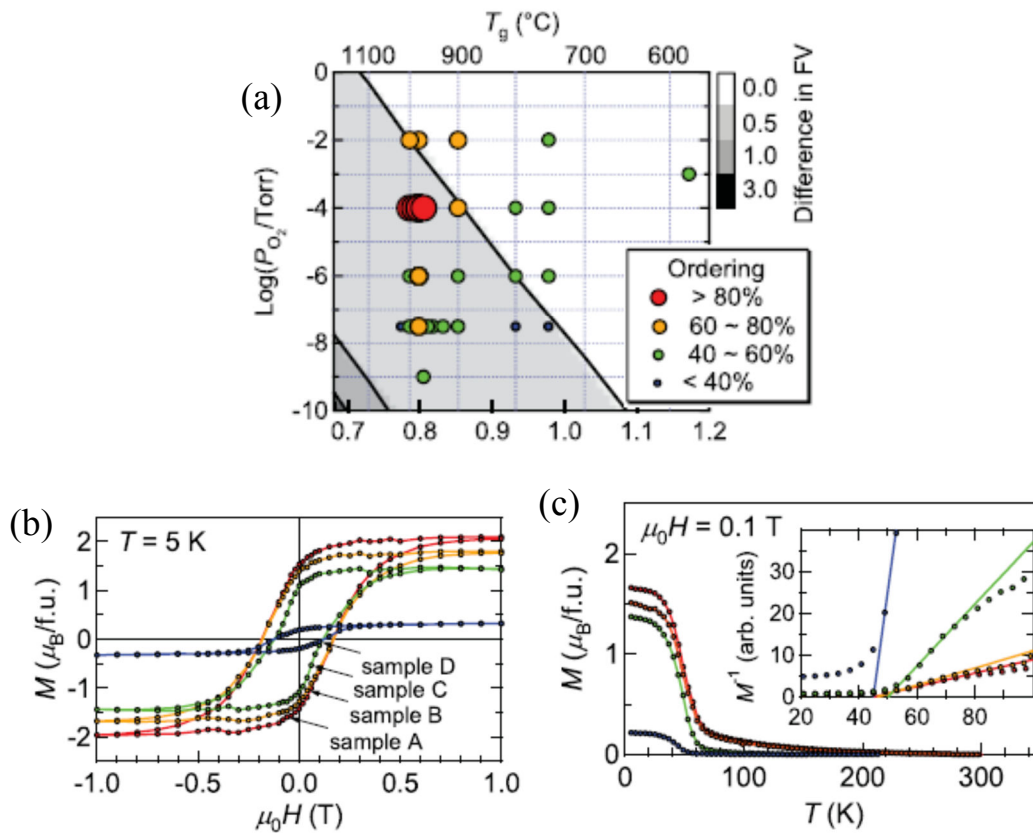 T_g (°C)
1100 900 700 600
(a)
0
-2
-4
-6
-8
-10
Log(P_O2/Torr)
0.7 0.8 0.9 1.0 1.1 1.2
0.0
0.5
1.0
3.0
Difference in FV
Ordering
> 80%
60 ~ 80%
40 ~ 60%
< 40%
(b)
T = 5 K
2
1
0
-1
-2
M (μB/f.u.)
sample D
sample C
sample B
sample A
-1.0 -0.5 0.0 0.5 1.0
μ0H (T)
(c)
μ0H = 0.1 T
2
1
0
M (μB/f.u.)
0 100 200 300
T (K)
30
20
10
0
M⁻¹ (arb. units)
20 40 60 80